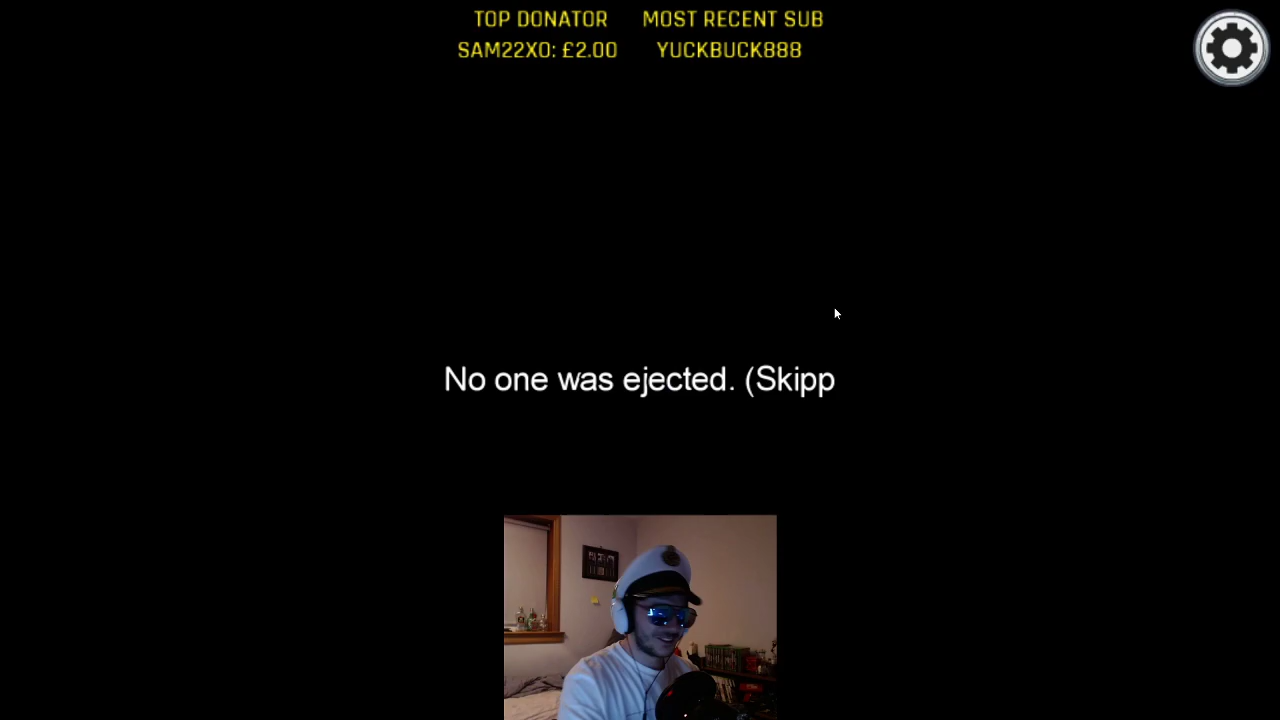 TOP DONATOR MOST RECENT SUB
SAM22XO: £2.00 YUCKBUCK888
No one was ejected. (Skipp